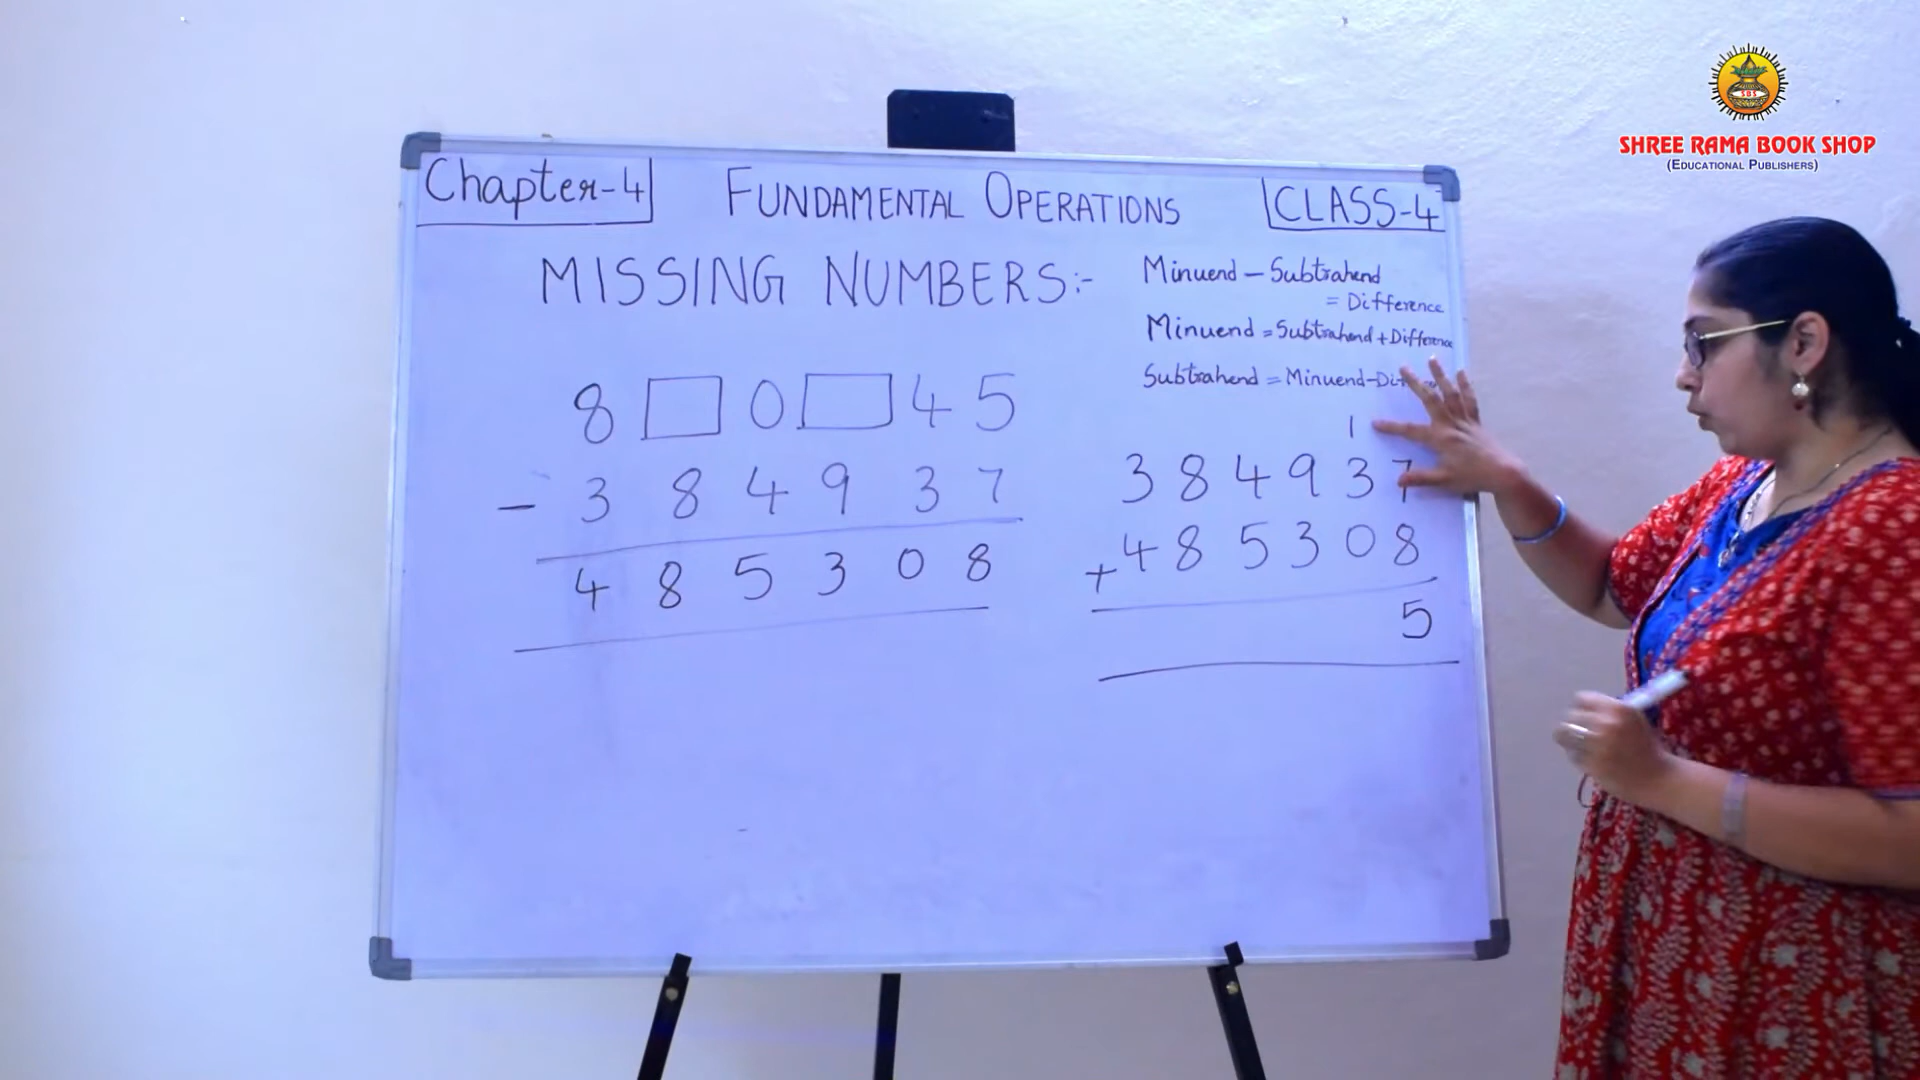 SHREE RAMA BOOK SHOP
(EDUCATIONAL PUBLISHERS)
SBS
Chapter-4 FUNDAMENTAL OPERATIONS CLASS-4
MISSING NUMBERS:-
Minuend - Subtrahend
= Difference
Minuend = Subtrahend + Difference
Subtrahend = Minuend-
8 □ 0 □ 4 5
- 3 8 4 9 3 7
4 8 5 3 0 8
1
3 8 4 9 3 7
+ 4 8 5 3 0 8
5